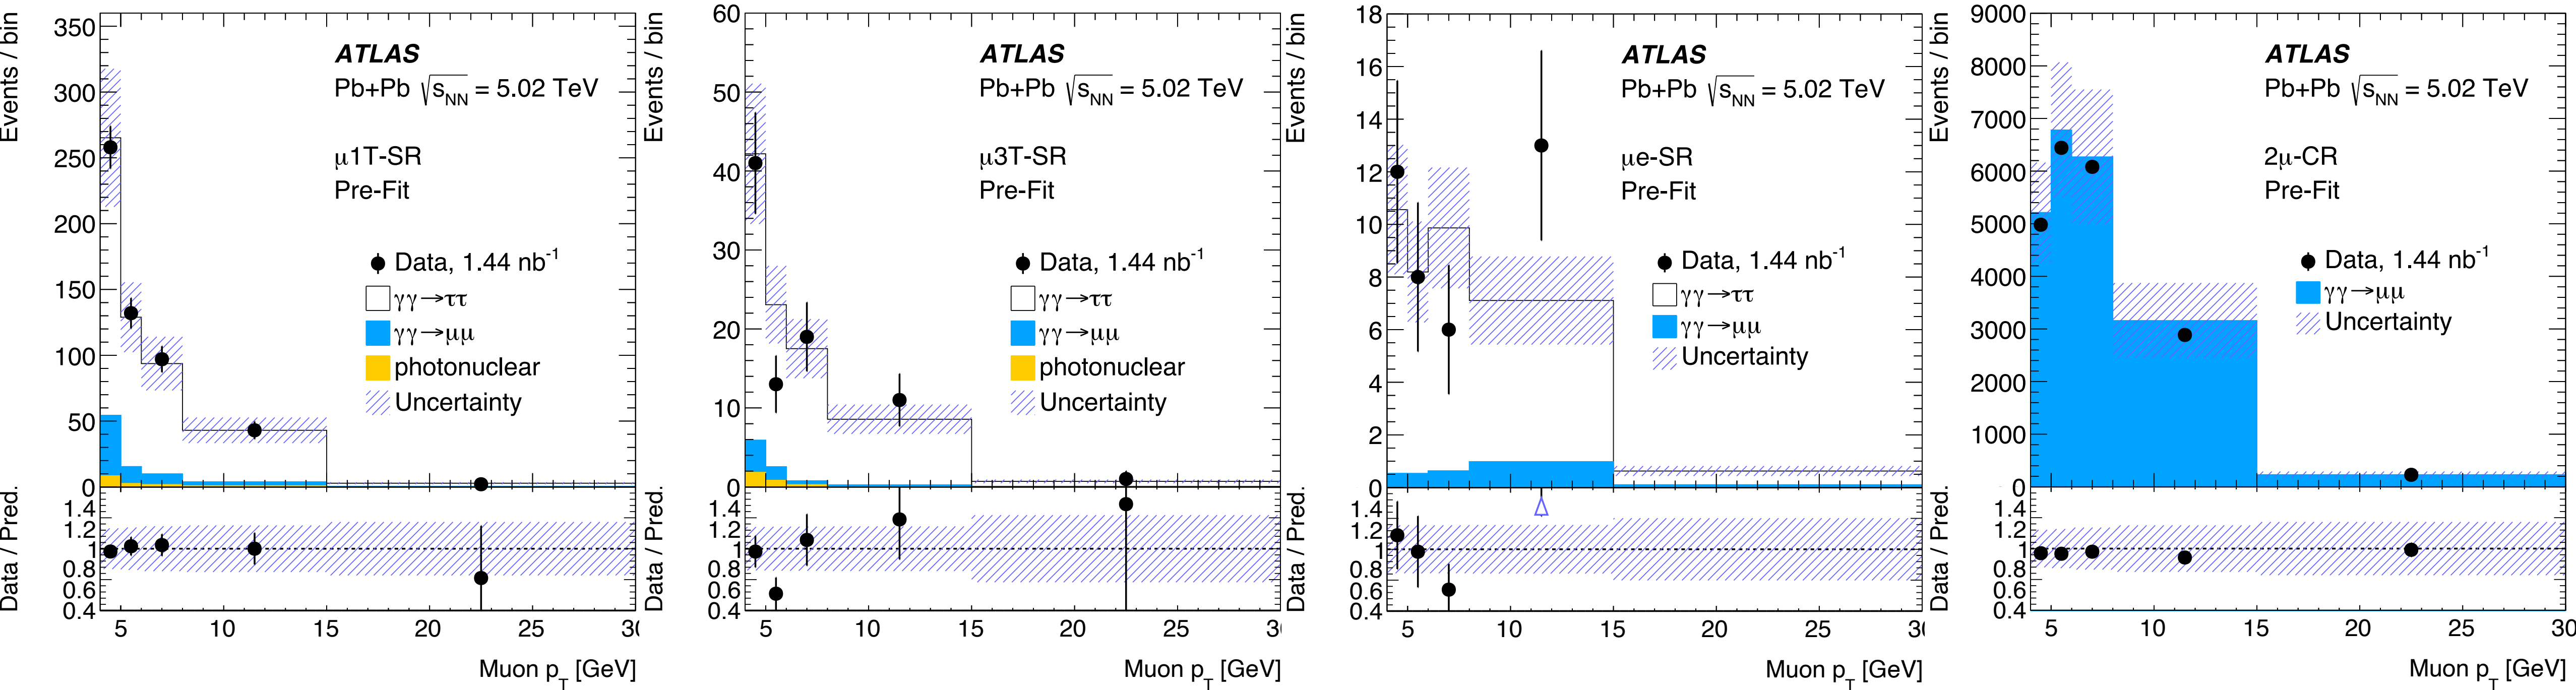 Events / bin
350
300
250
200
150
100
50
0
ATLAS
Pb+Pb √sNN = 5.02 TeV
μ1T-SR
Pre-Fit
Data, 1.44 nb-1
γγ→ττ
γγ→μμ
photonuclear
Uncertainty
Data / Pred.
1.4
1.2
1
0.8
0.6
0.4
5 10 15 20 25 30
Muon pT [GeV]
Events / bin
60
50
40
30
20
10
0
ATLAS
Pb+Pb √sNN = 5.02 TeV
μ3T-SR
Pre-Fit
Data, 1.44 nb-1
γγ→ττ
γγ→μμ
photonuclear
Uncertainty
Data / Pred.
1.4
1.2
1
0.8
0.6
0.4
5 10 15 20 25
Muon pT [GeV]
Events / bin
18
16
14
12
10
8
6
4
2
0
ATLAS
Pb+Pb √sNN = 5.02 TeV
μe-SR
Pre-Fit
Data, 1.44 nb-1
γγ→ττ
γγ→μμ
Uncertainty
Data / Pred.
1.4
1.2
1
0.8
0.6
0.4
5 10 15 20 25 30
Muon pT [GeV]
Events / bin
9000
8000
7000
6000
5000
4000
3000
2000
1000
0
ATLAS
Pb+Pb √sNN = 5.02 TeV
2μ-CR
Pre-Fit
Data, 1.44 nb-1
γγ→μμ
Uncertainty
Data / Pred.
1.4
1.2
1
0.8
0.6
0.4
5 10 15 20 25 30
Muon pT [GeV]